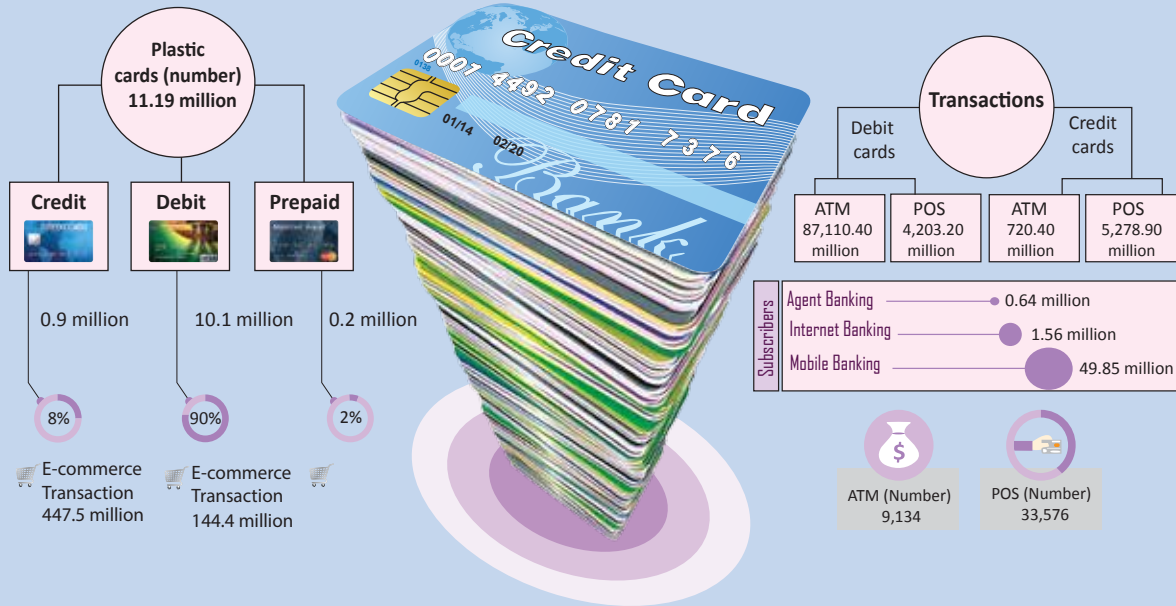 Plastic
cards (number)
11.19 million
Credit
Debit
Prepaid
0.9 million
10.1 million
0.2 million
8%
90%
2%
E-commerce
Transaction
447.5 million
E-commerce
Transaction
144.4 million
Credit Card
0001 4492 0781 7376
0138
01/14
02/20
Bank
Transactions
Debit
cards
Credit
cards
ATM
87,110.40
million
POS
4,203.20
million
ATM
720.40
million
POS
5,278.90
million
Subscribers
Agent Banking
0.64 million
Internet Banking
1.56 million
Mobile Banking
49.85 million
$
ATM (Number)
9,134
POS (Number)
33,576